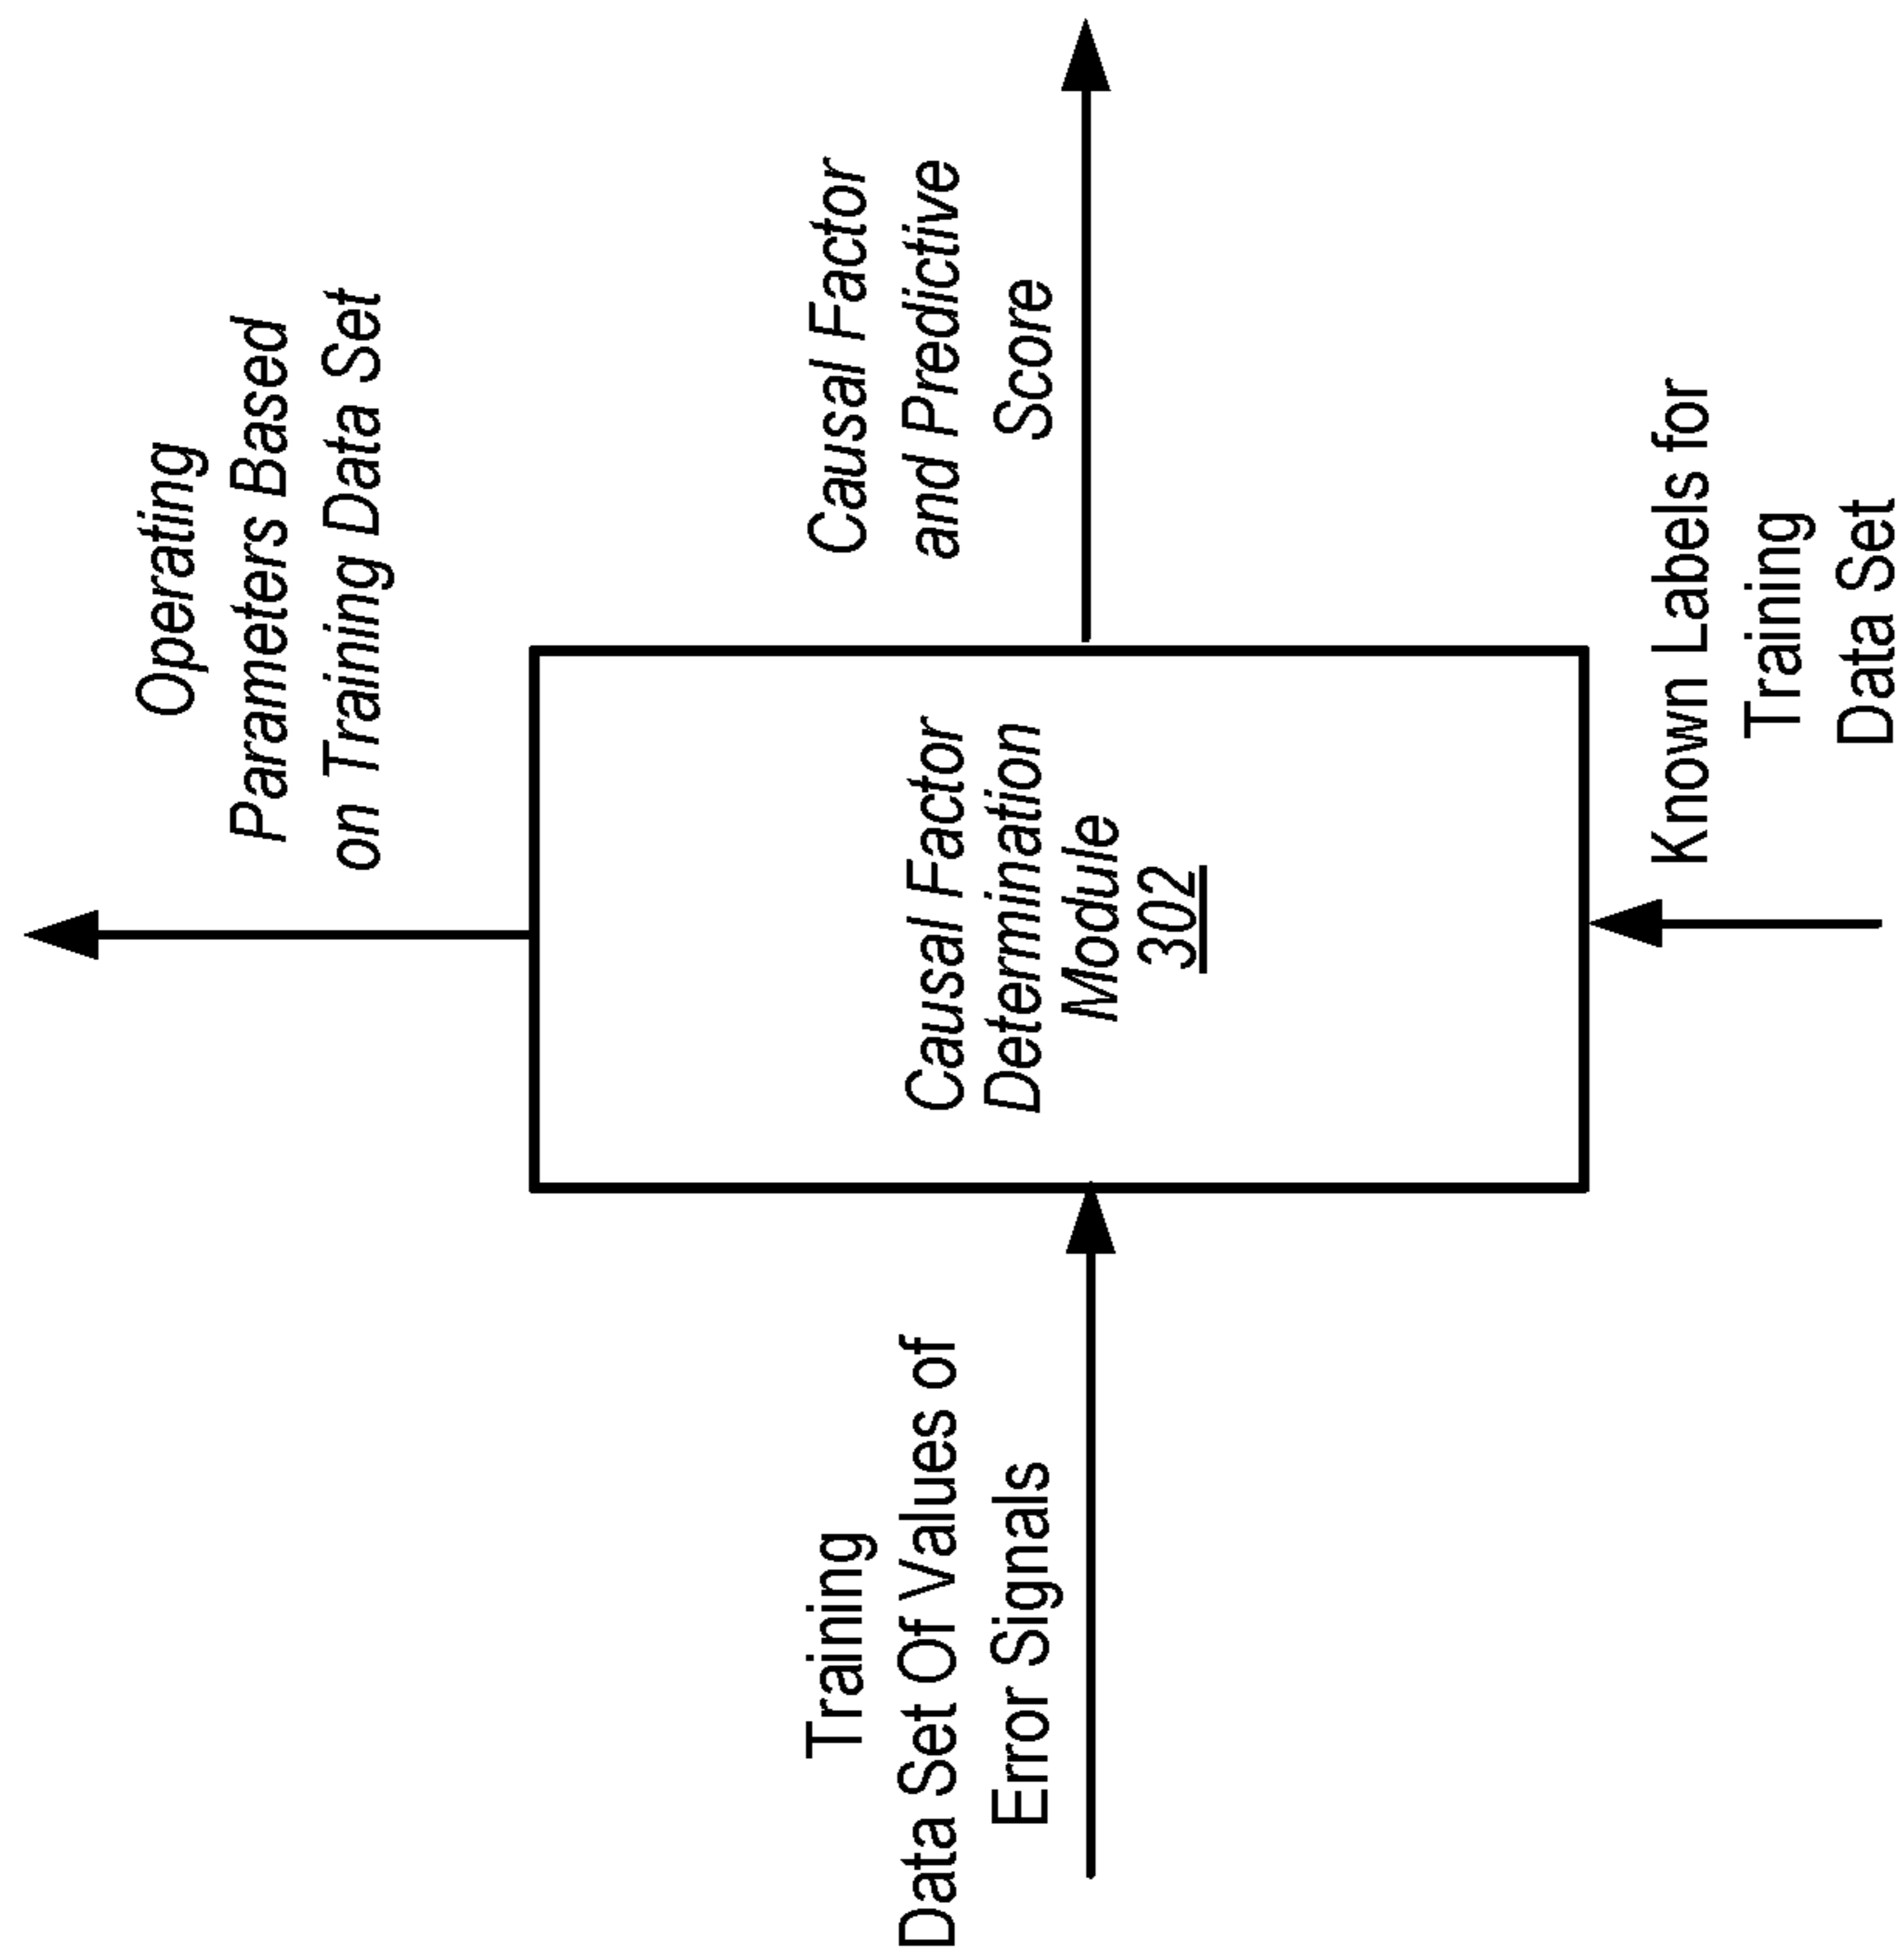 Operating
Parameters Based
on Training Data Set
Training
Data Set Of Values of
Error Signals
Causal Factor
Determination
Module
302
Causal Factor
and Predictive
Score
Known Labels for
Training
Data Set